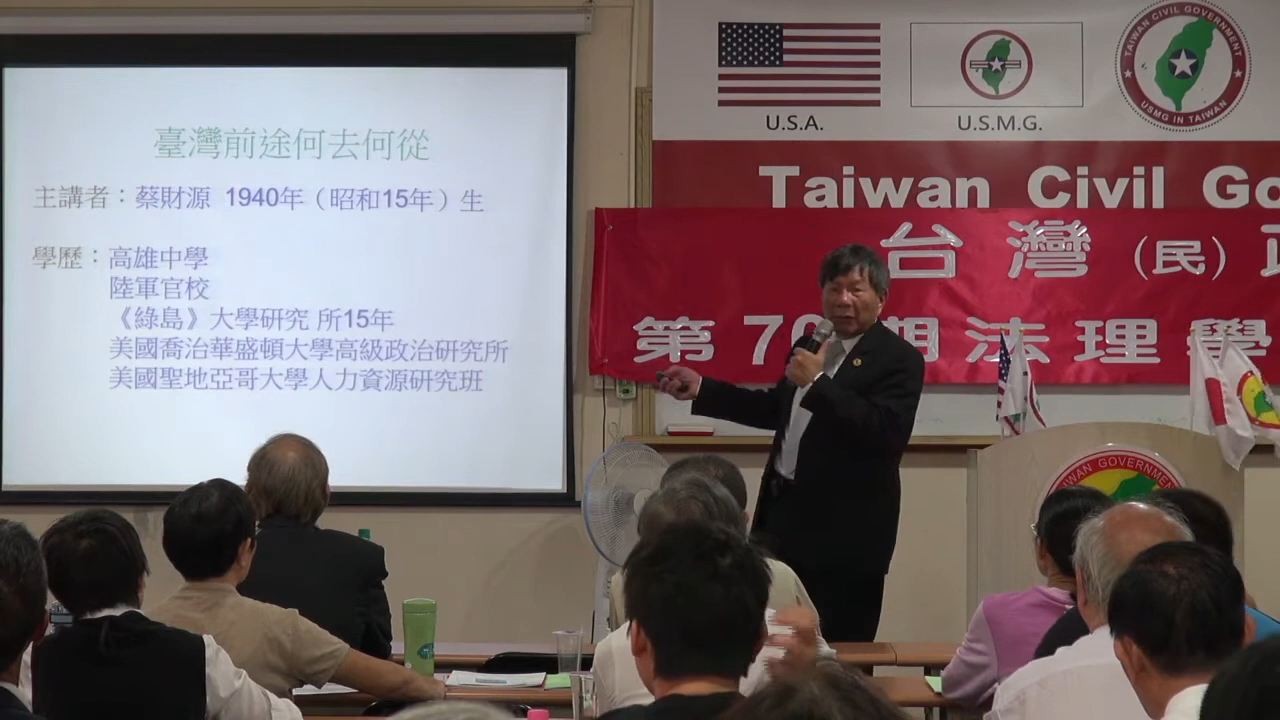 臺灣前途何去何從
主講者：蔡財源 1940年（昭和15年）生
學歷：高雄中學
陸軍官校
《綠島》大學研究 所15年
美國喬治華盛頓大學高級政治研究所
美國聖地亞哥大學人力資源研究班
U.S.A.
U.S.M.G.
TAIWAN CIVIL GOVERNMENT
USMG IN TAIWAN
Taiwan Civil Go
台灣（民）政
第 7 期法理學
TAIWAN GOVERNMENT